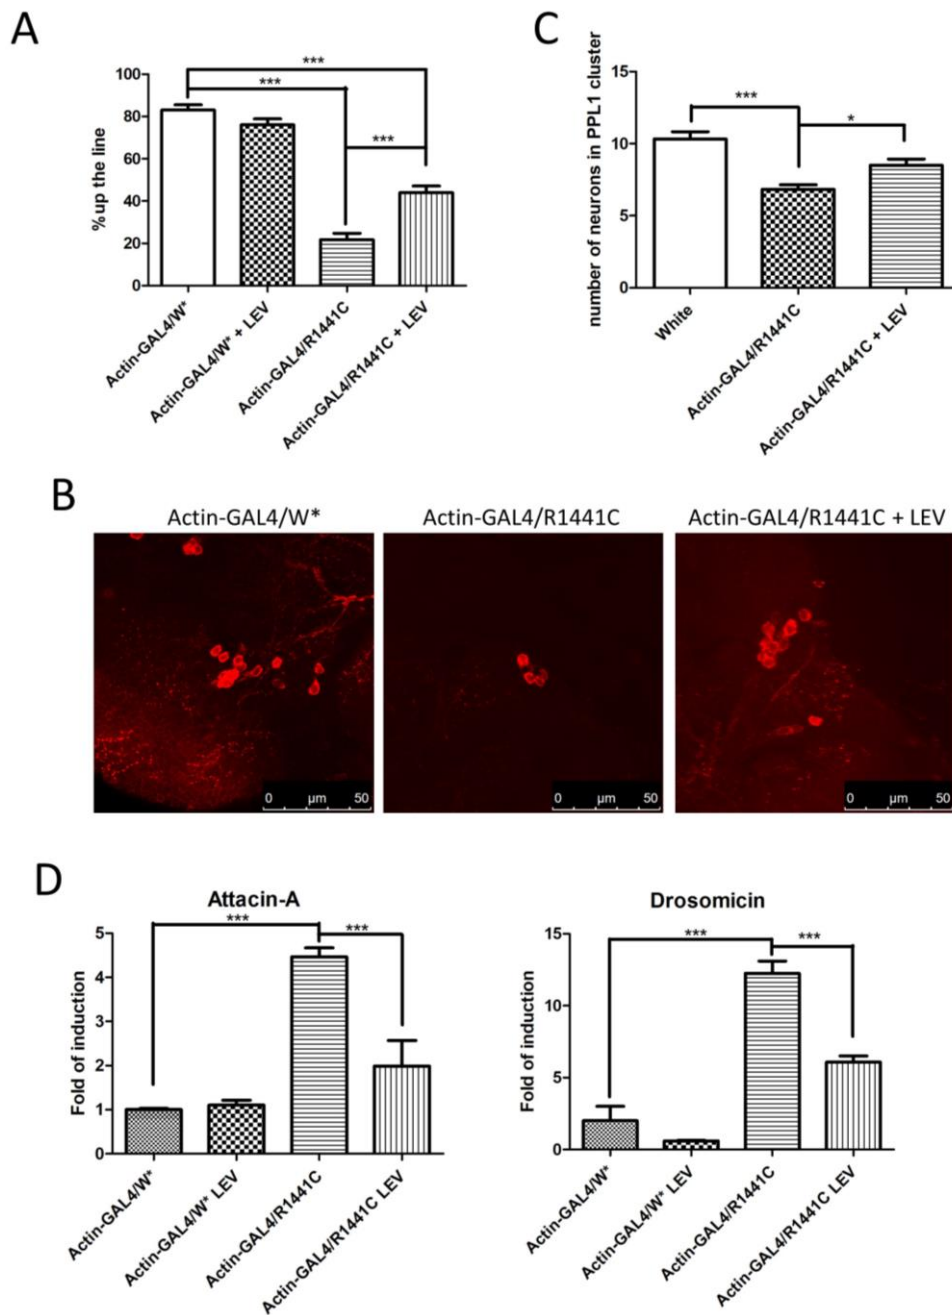 A
%up the line
100
80
60
40
20
0
***
***
***
Actin-GAL4/W*
Actin-GAL4/W* + LEV
Actin-GAL4/R1441C
Actin-GAL4/R1441C + LEV
C
number of neurons in PPL1 cluster
15
10
5
0
***
*
White
Actin-GAL4/R1441C
Actin-GAL4/R1441C + LEV
B
Actin-GAL4/W*
Actin-GAL4/R1441C
Actin-GAL4/R1441C + LEV
0 µm 50
0 µm 50
0 µm 50
D
Attacin-A
Fold of induction
5
4
3
2
1
0
***
***
Actin-GAL4/W*
Actin-GAL4/W* LEV
Actin-GAL4/R1441C
Actin-GAL4/R1441C LEV
Drosomicin
Fold of induction
15
10
5
0
***
***
Actin-GAL4/W*
Actin-GAL4/W* LEV
Actin-GAL4/R1441C
Actin-GAL4/R1441C LEV